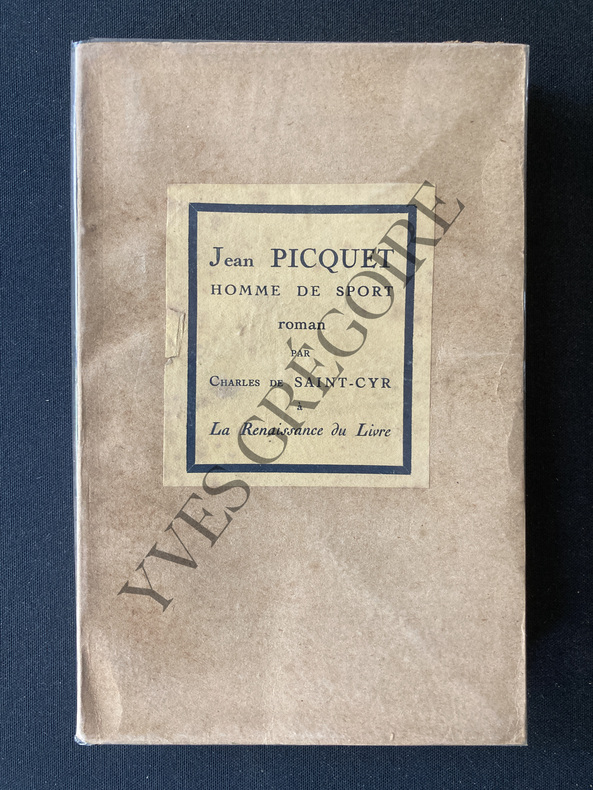 Jean PICQUET
HOMME DE SPORT
roman
PAR
CHARLES DE SAINT-CYR
à
La Renaissance du Livre
YVES GRÉGOIRE